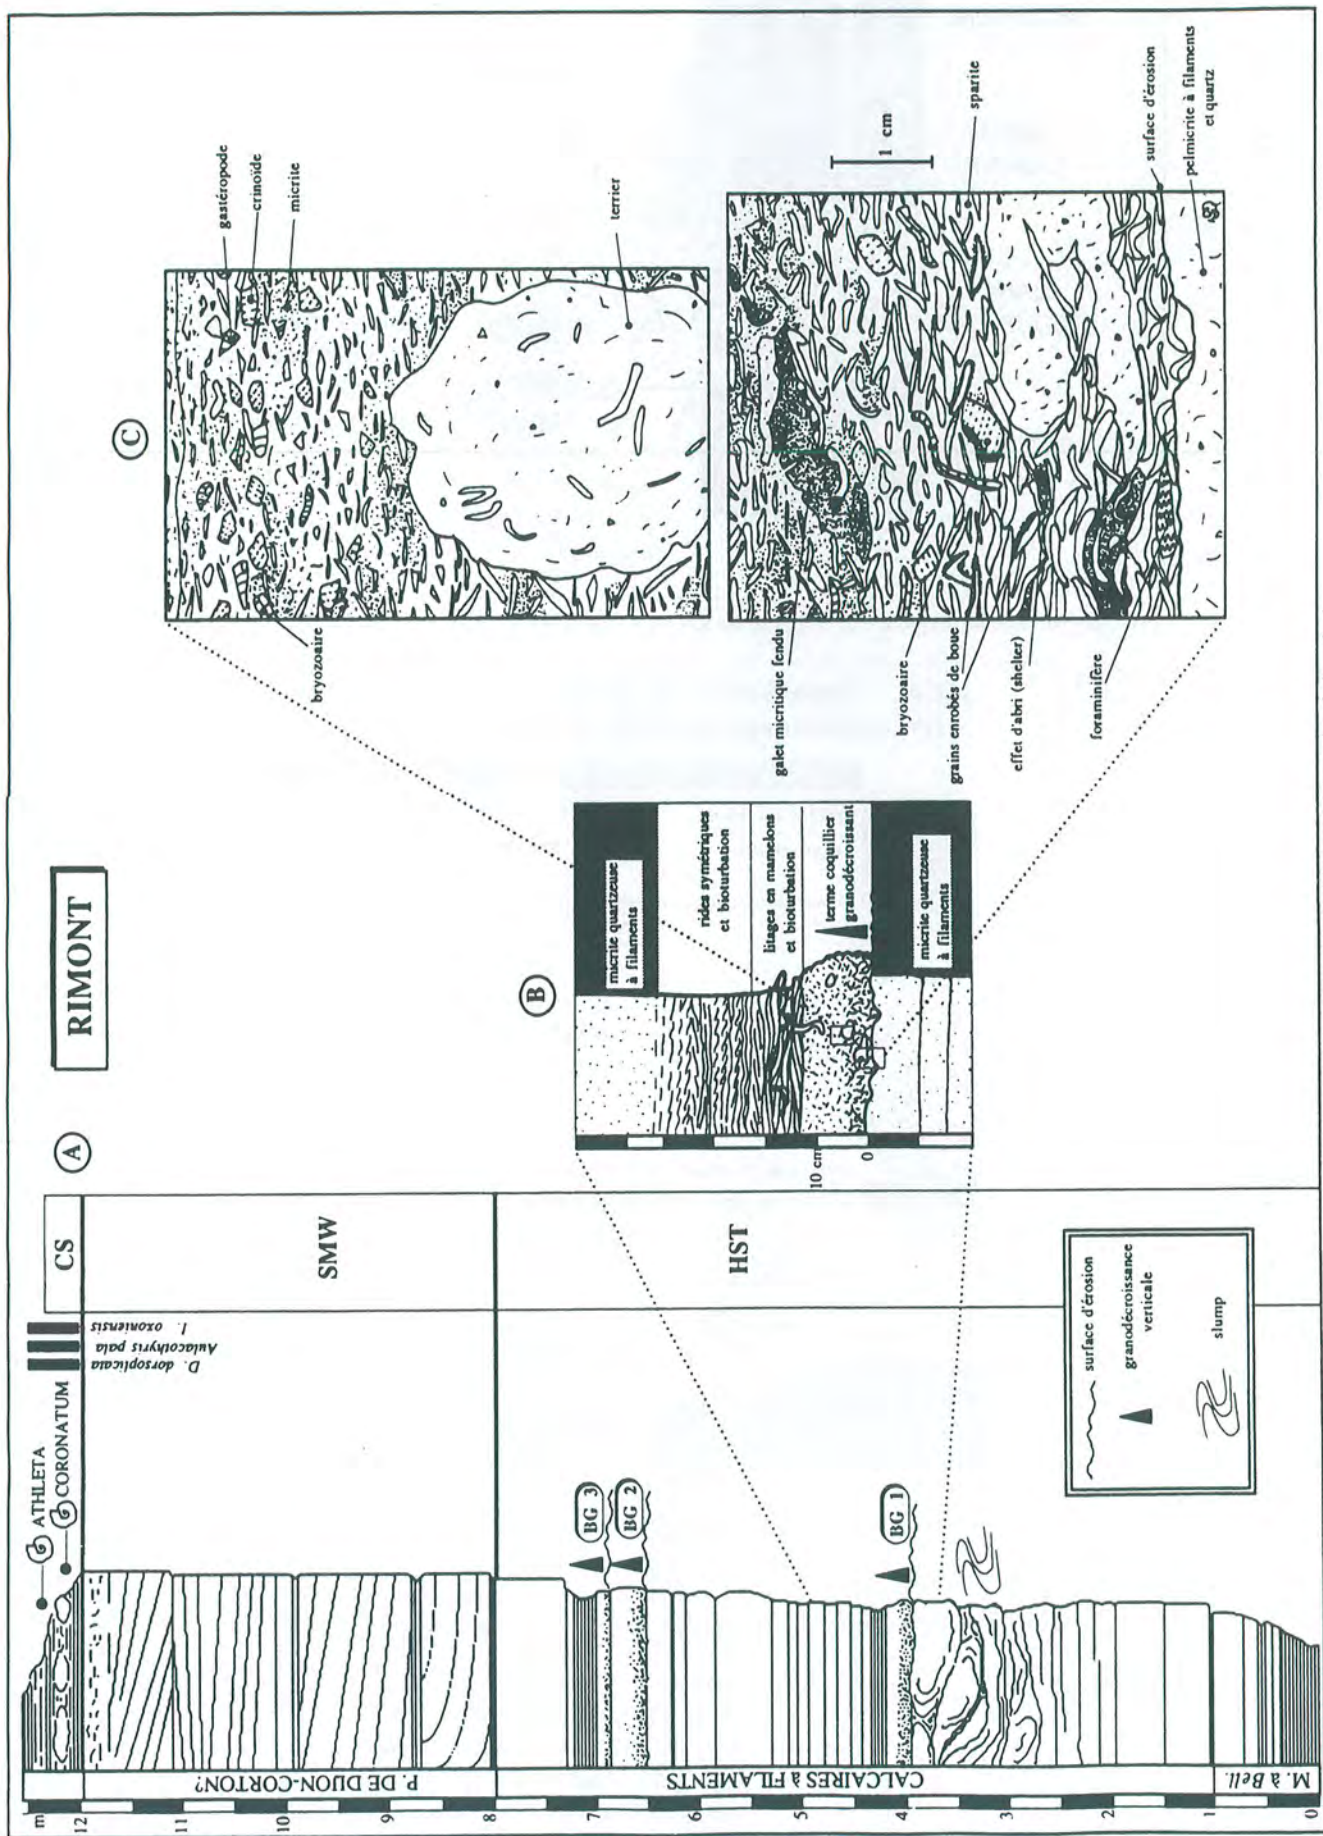 RIMONT
A
m
12
11
10
9
8
7
6
5
4
3
2
1
0
P. DE DIJON-CORTON?
CALCAIRES à FILAMENTS
M. à Bell.
ATHLETA
CORONATUM
D. dorsoplicata
Aulacothyris pala
I. oxoniensis
CS
SMW
HST
BG 3
BG 2
BG 1
surface d'érosion
granodécroissance
verticale
slump
B
10 cm
0
micrite quartzeuse
à filaments
rides symétriques
et bioturbation
litages en mamelons
et bioturbation
terme coquillier
granodécroissant
micrite quartzeuse
à filaments
C
gastéropode
crinoïde
micrite
terrier
bryozoaire
galet micritique fendu
bryozoaire
grains enrobés de boue
effet d'abri (shelter)
foraminifère
sparite
1 cm
surface d'érosion
pelmicrite à filaments
et quartz